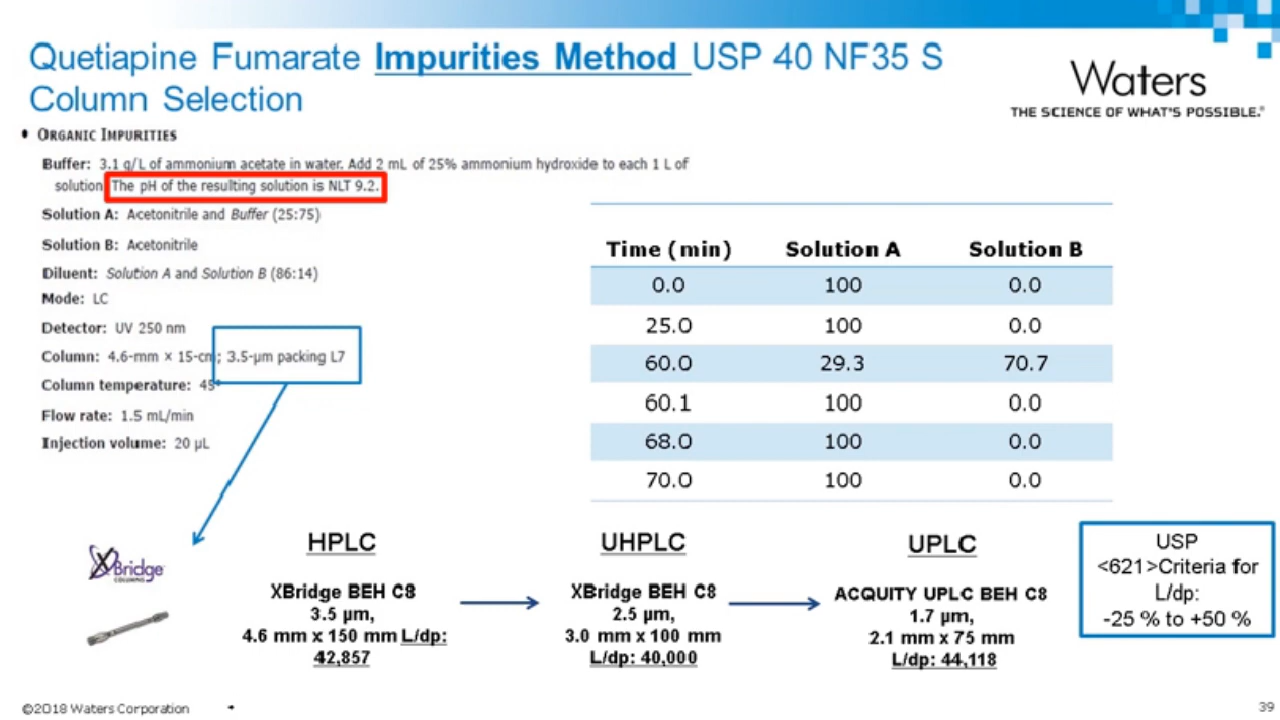 Quetiapine Fumarate Impurities Method USP 40 NF35 S
Column Selection
Waters
THE SCIENCE OF WHAT'S POSSIBLE.®
• ORGANIC IMPURITIES
Buffer: 3.1 g/L of ammonium acetate in water. Add 2 mL of 25% ammonium hydroxide to each 1 L of
solution. The pH of the resulting solution is NLT 9.2.
Solution A: Acetonitrile and Buffer (25:75)
Solution B: Acetonitrile
Diluent: Solution A and Solution B (86:14)
Mode: LC
Detector: UV 250 nm
Column: 4.6-mm × 15-cm; 3.5-µm packing L7
Column temperature: 45°
Flow rate: 1.5 mL/min
Injection volume: 20 µL
Time (min) Solution A Solution B
0.0 100 0.0
25.0 100 0.0
60.0 29.3 70.7
60.1 100 0.0
68.0 100 0.0
70.0 100 0.0
XBridge
COLUMNS
HPLC
XBridge BEH C8
3.5 µm,
4.6 mm x 150 mm L/dp:
42,857
UHPLC
XBridge BEH C8
2.5 µm,
3.0 mm x 100 mm
L/dp: 40,000
UPLC
ACQUITY UPLC BEH C8
1.7 µm,
2.1 mm x 75 mm
L/dp: 44,118
USP
<621>Criteria for
L/dp:
-25 % to +50 %
©2018 Waters Corporation
39